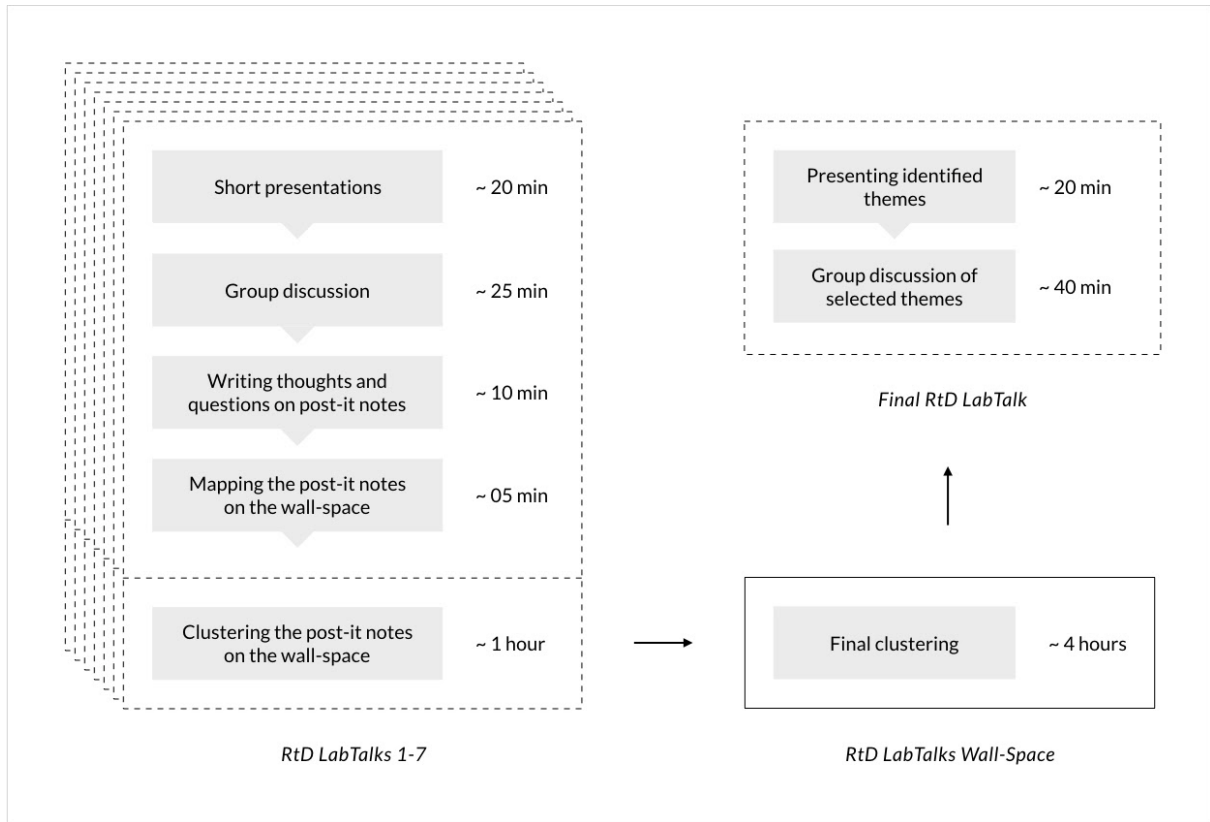 Short presentations
~ 20 min
Group discussion
~ 25 min
Writing thoughts and
questions on post-it notes
~ 10 min
Mapping the post-it notes
on the wall-space
~ 05 min
Clustering the post-it notes
on the wall-space
~ 1 hour
RtD LabTalks 1-7
Presenting identified
themes
~ 20 min
Group discussion of
selected themes
~ 40 min
Final RtD LabTalk
Final clustering
~ 4 hours
RtD LabTalks Wall-Space